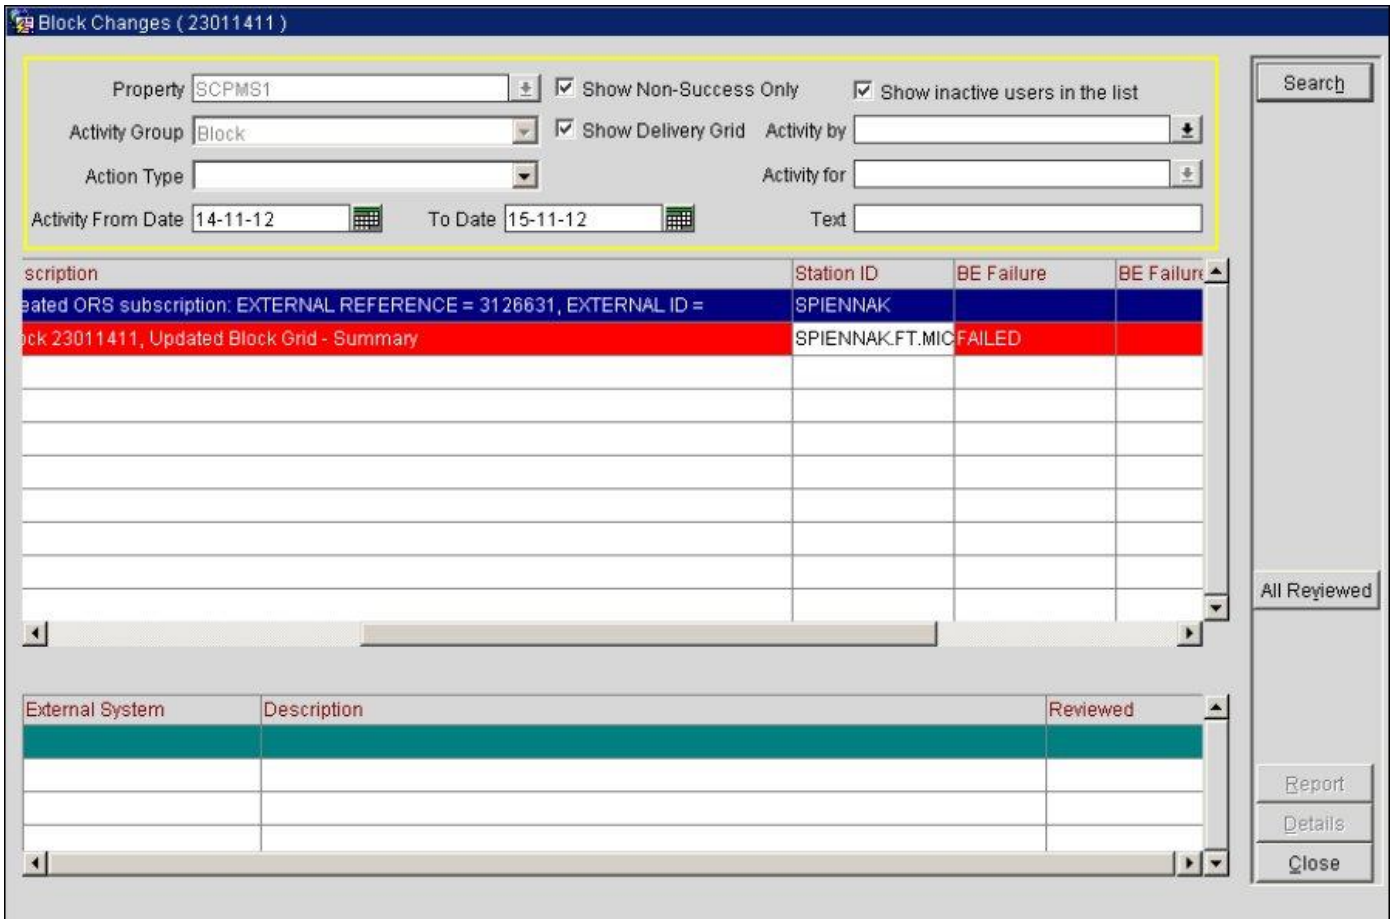 Block Changes ( 23011411 )
Property SCPMS1 Show Non-Success Only Show inactive users in the list Search
Activity Group Block Show Delivery Grid Activity by
Action Type Activity for
Activity From Date 14-11-12 To Date 15-11-12 Text
scription Station ID BE Failure BE Failure
eated ORS subscription: EXTERNAL REFERENCE = 3126631, EXTERNAL ID = SPIENNAK
ock 23011411, Updated Block Grid - Summary SPIENNAK.FT.MIC FAILED
All Reviewed
External System Description Reviewed
Report
Details
Close